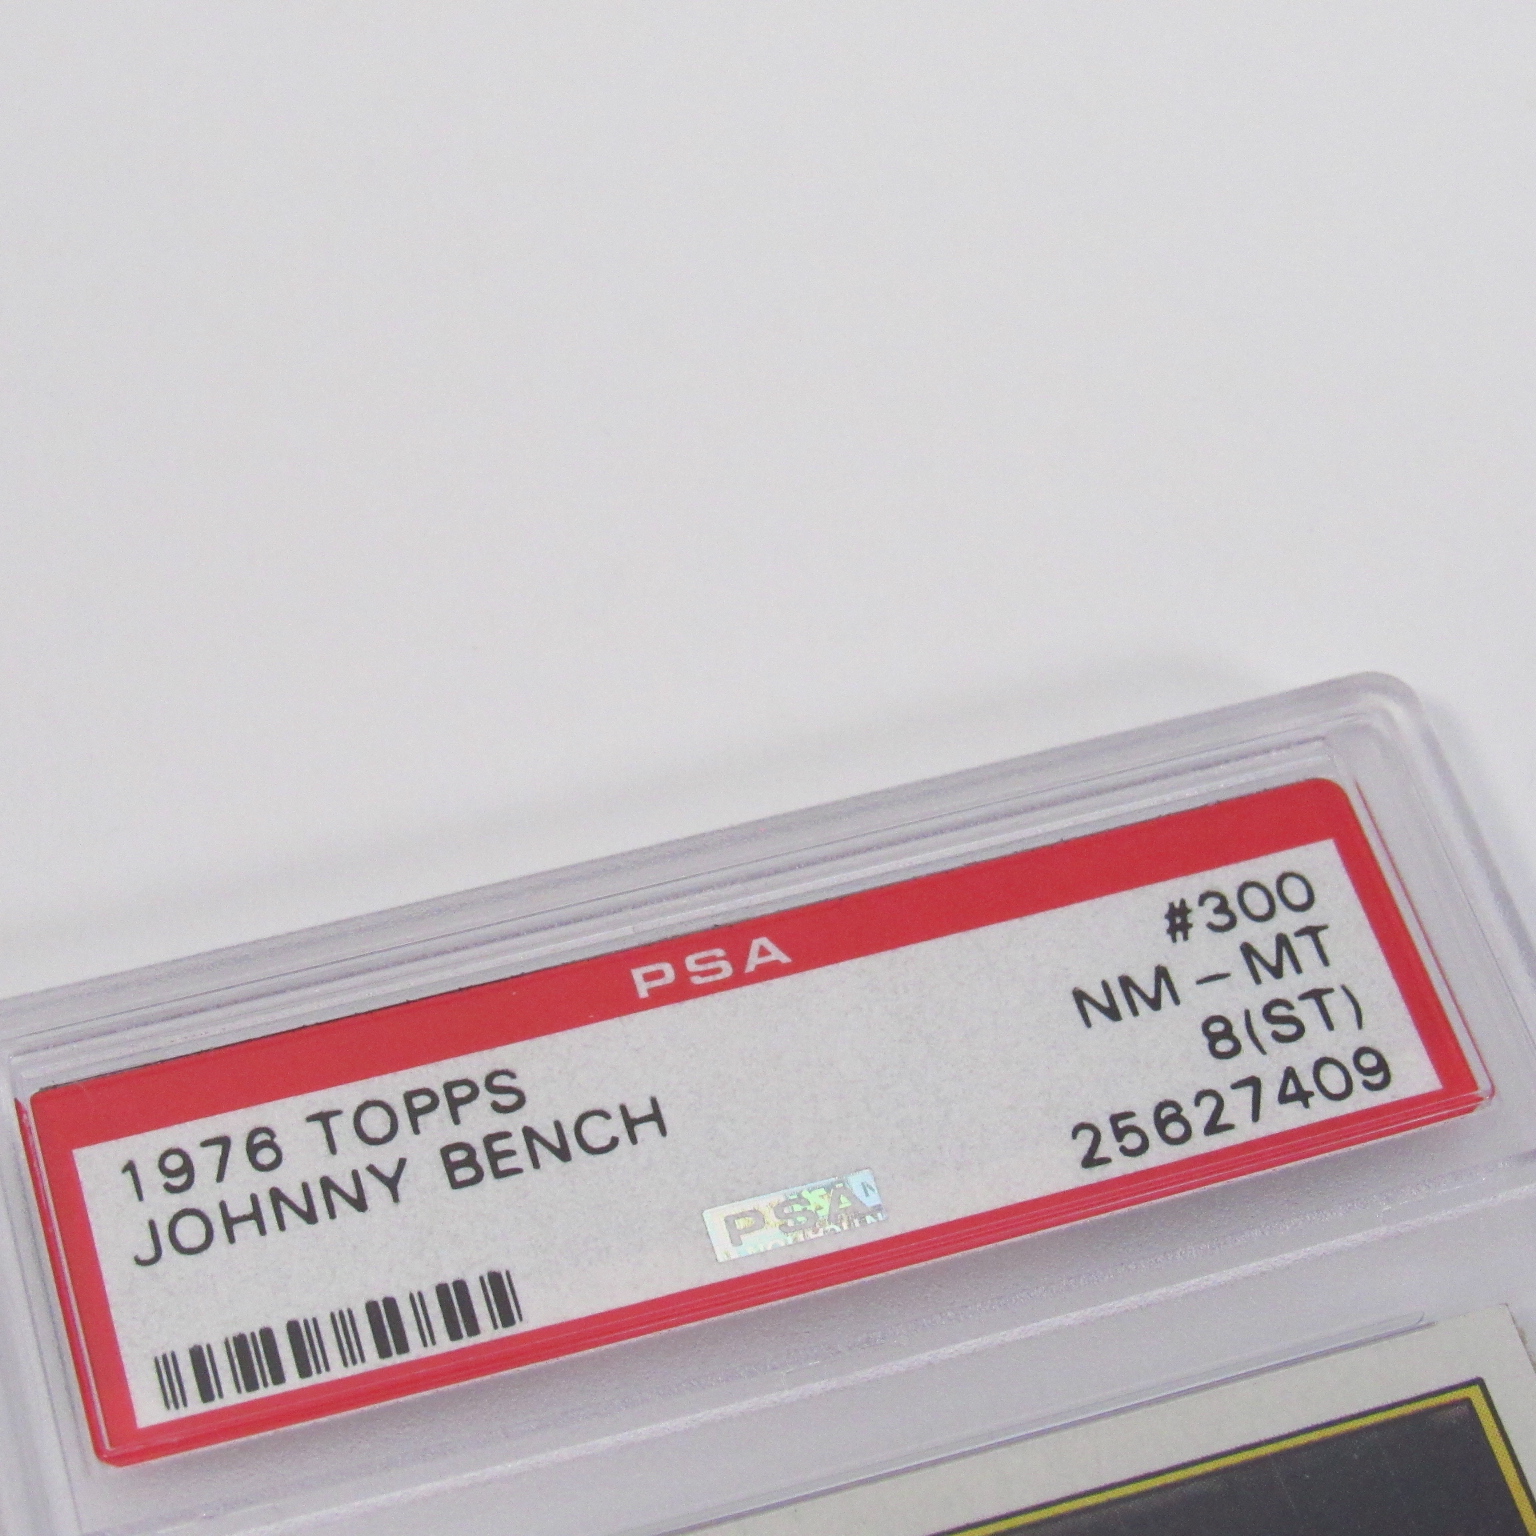 PSA
1976 TOPPS
JOHNNY BENCH
#300
NM-MT
8(ST)
25627409
PSA